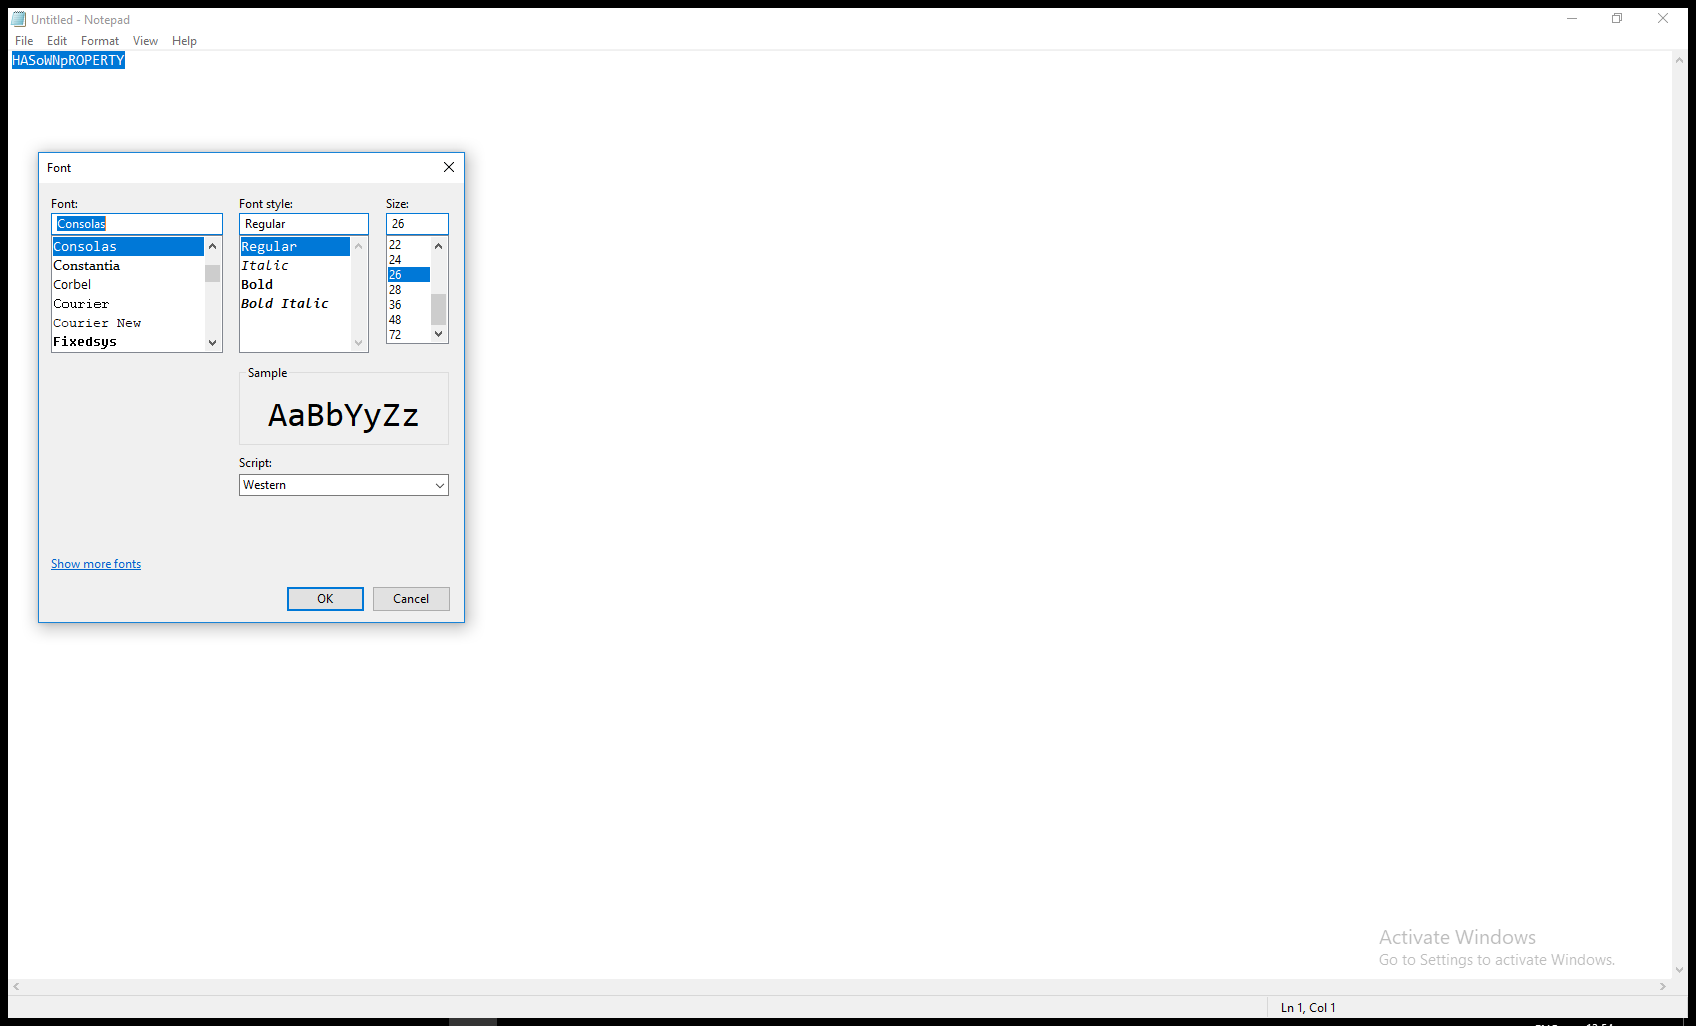 Untitled - Notepad
File Edit Format View Help
HASoWNpROPERTY
Font
Font: Font style: Size:
Consolas Regular 26
Consolas
Constantia
Corbel
Courier
Courier New
Fixedsys
Regular
Italic
Bold
Bold Italic
22
24
26
28
36
48
72
Sample
AaBbYyZz
Script:
Western
Show more fonts
OK Cancel
Activate Windows
Go to Settings to activate Windows.
Ln 1, Col 1